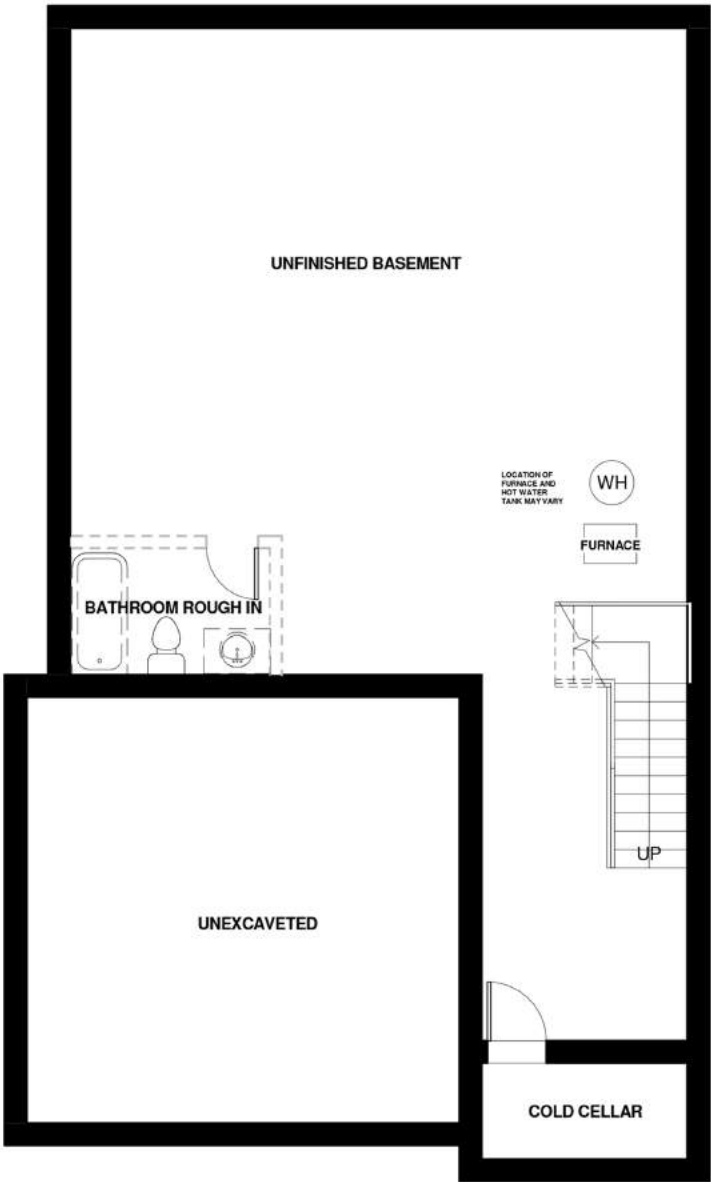 UNFINISHED BASEMENT
LOCATION OF
FURNACE AND
HOT WATER
TANK MAY VARY
WH
FURNACE
BATHROOM ROUGH IN
UP
UNEXCAVETED
COLD CELLAR